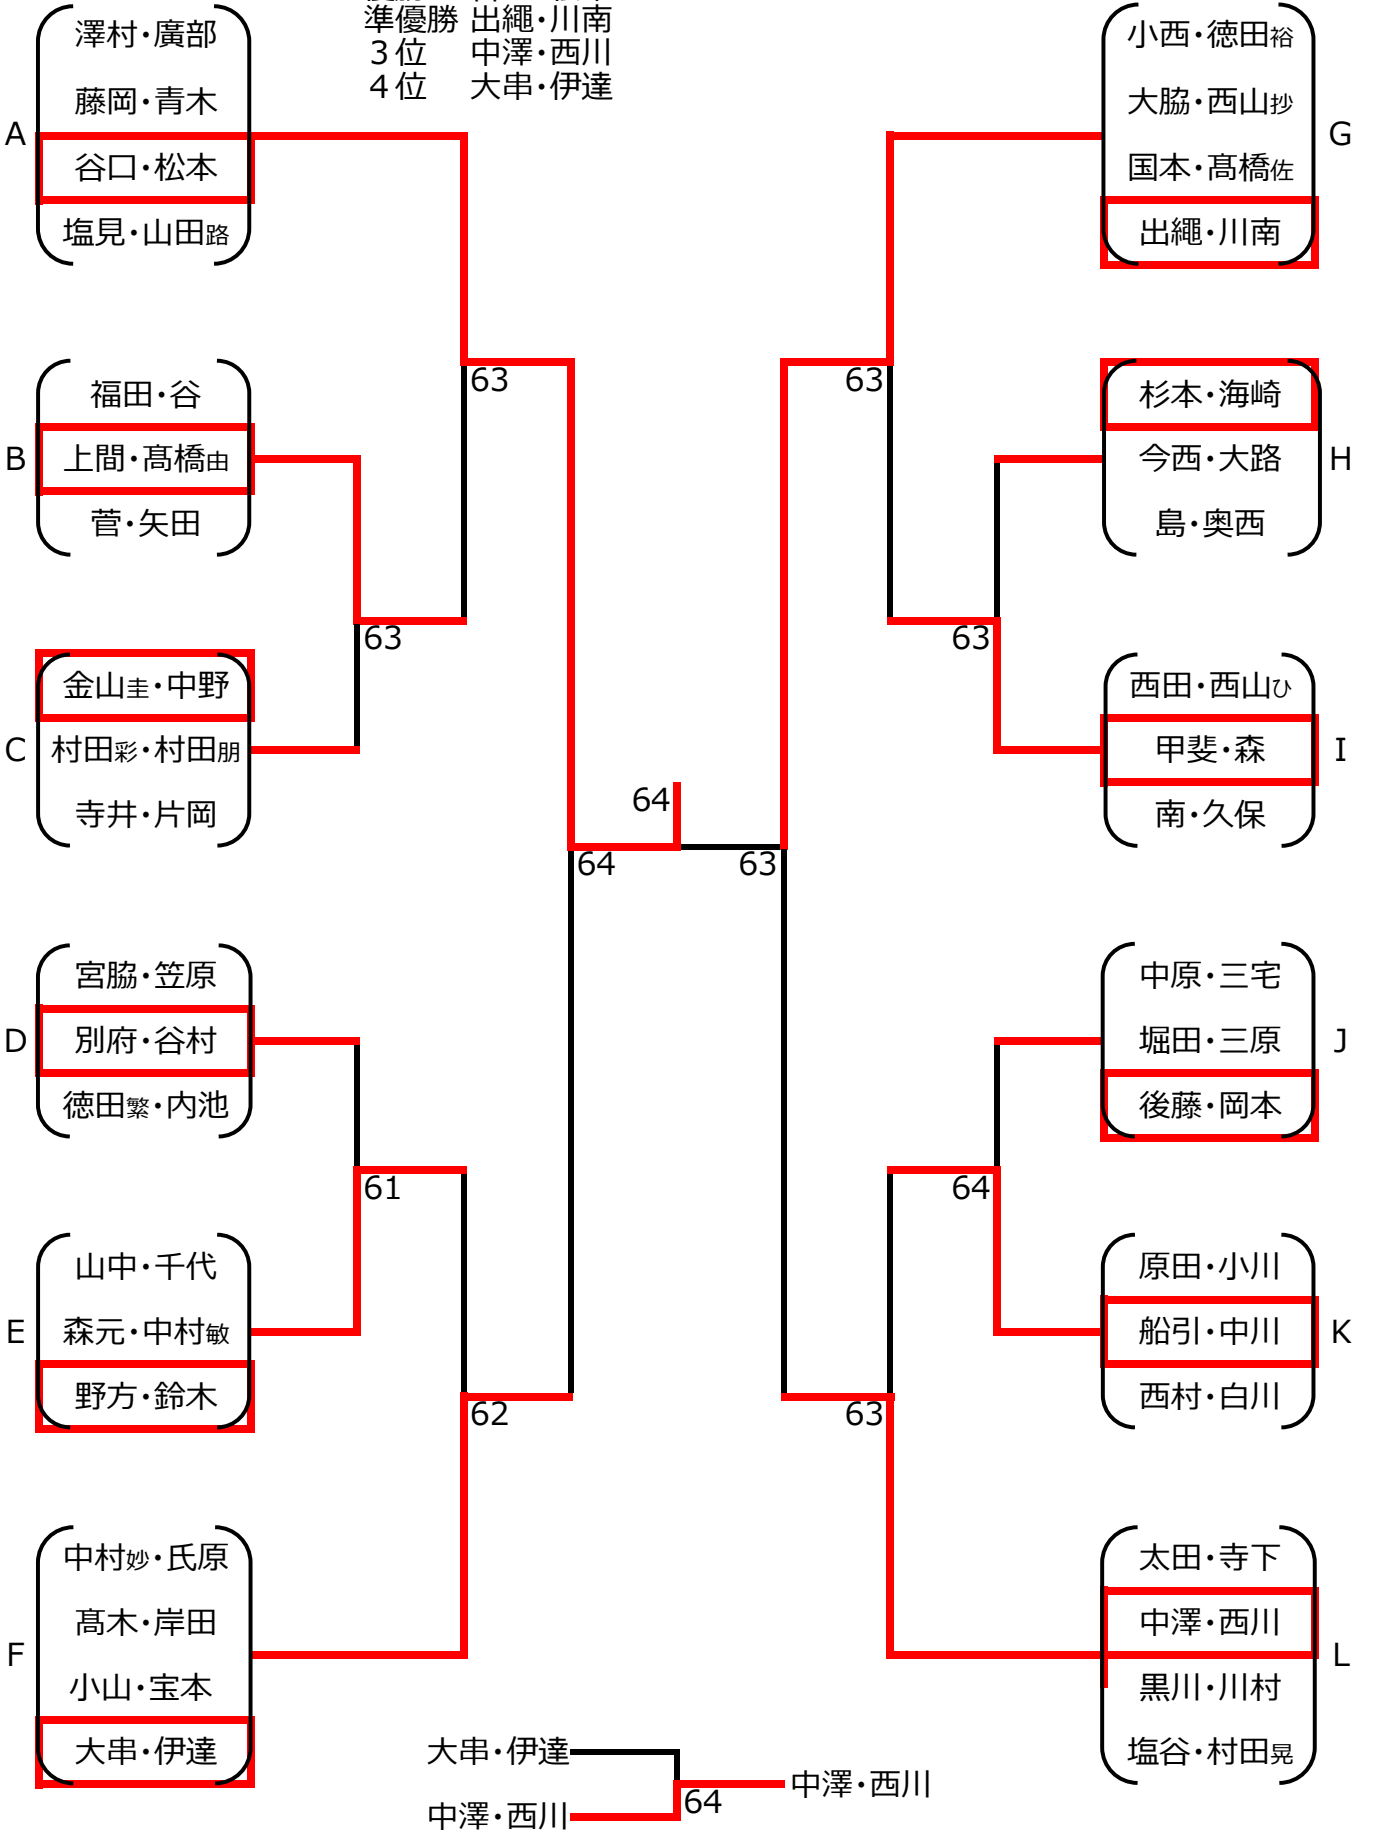 準優勝 出繩・川南
３位 中澤・西川
４位 大串・伊達
A
澤村・廣部
藤岡・青木
谷口・松本
塩見・山田路
B
福田・谷
上間・髙橋由
菅・矢田
C
金山圭・中野
村田彩・村田朋
寺井・片岡
D
宮脇・笠原
別府・谷村
徳田繁・内池
E
山中・千代
森元・中村敏
野方・鈴木
F
中村妙・氏原
髙木・岸田
小山・宝本
大串・伊達
63
63
61
62
64
64
63
63
63
64
63
G
小西・徳田裕
大脇・西山抄
国本・髙橋佐
出繩・川南
H
杉本・海崎
今西・大路
島・奥西
I
西田・西山ひ
甲斐・森
南・久保
J
中原・三宅
堀田・三原
後藤・岡本
K
原田・小川
船引・中川
西村・白川
L
太田・寺下
中澤・西川
黒川・川村
塩谷・村田晃
大串・伊達
中澤・西川
64
中澤・西川